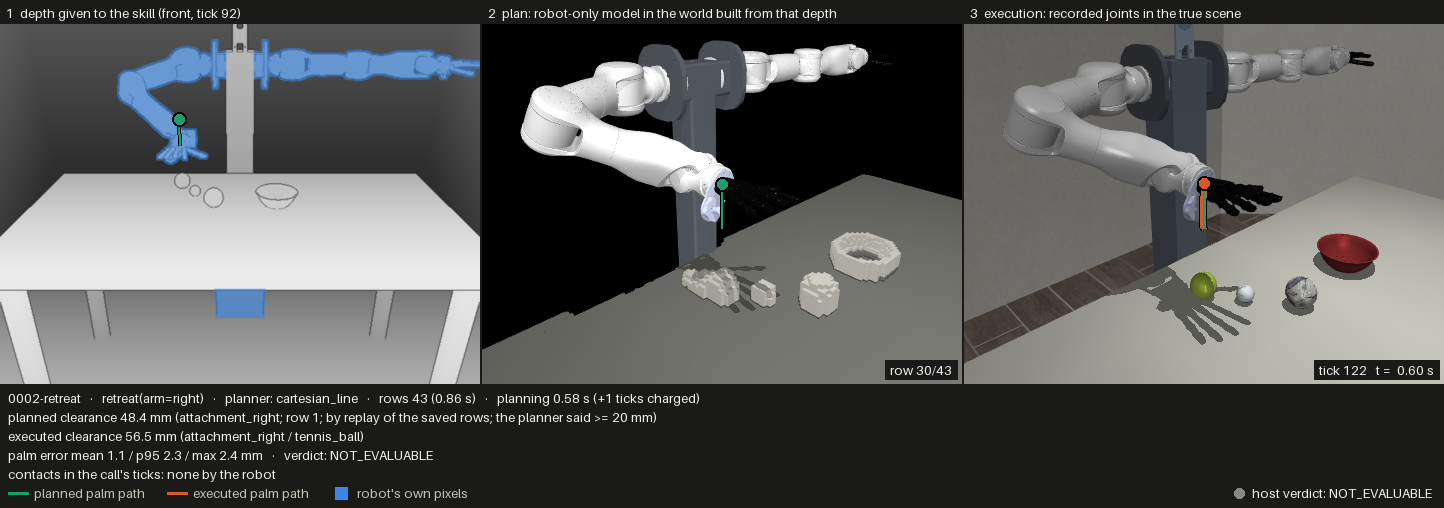 1 depth given to the skill (front, tick 92)
2 plan: robot-only model in the world built from that depth
3 execution: recorded joints in the true scene
row 30/43
tick 122 t = 0.60 s
0002-retreat · retreat(arm=right) · planner: cartesian_line · rows 43 (0.86 s) · planning 0.58 s (+1 ticks charged)
planned clearance 48.4 mm (attachment_right; row 1; by replay of the saved rows; the planner said >= 20 mm)
executed clearance 56.5 mm (attachment_right / tennis_ball)
palm error mean 1.1 / p95 2.3 / max 2.4 mm · verdict: NOT_EVALUABLE
contacts in the call's ticks: none by the robot
planned palm path executed palm path robot's own pixels
host verdict: NOT_EVALUABLE